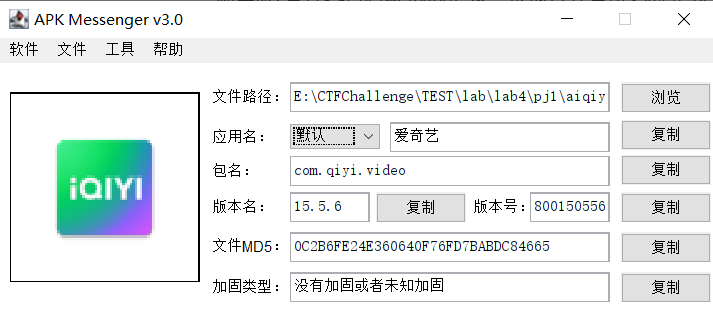 APK Messenger v3.0
软件 文件 工具 帮助
文件路径： E:\CTFChallenge\TEST\lab\lab4\pj1\aiqiy 浏览
应用名： 默认 爱奇艺 复制
iQIYI
包名： com.qiyi.video 复制
版本名： 15.5.6 复制 版本号： 800150556 复制
文件MD5： 0C2B6FE24E360640F76FD7BABDC84665 复制
加固类型： 没有加固或者未知加固 复制